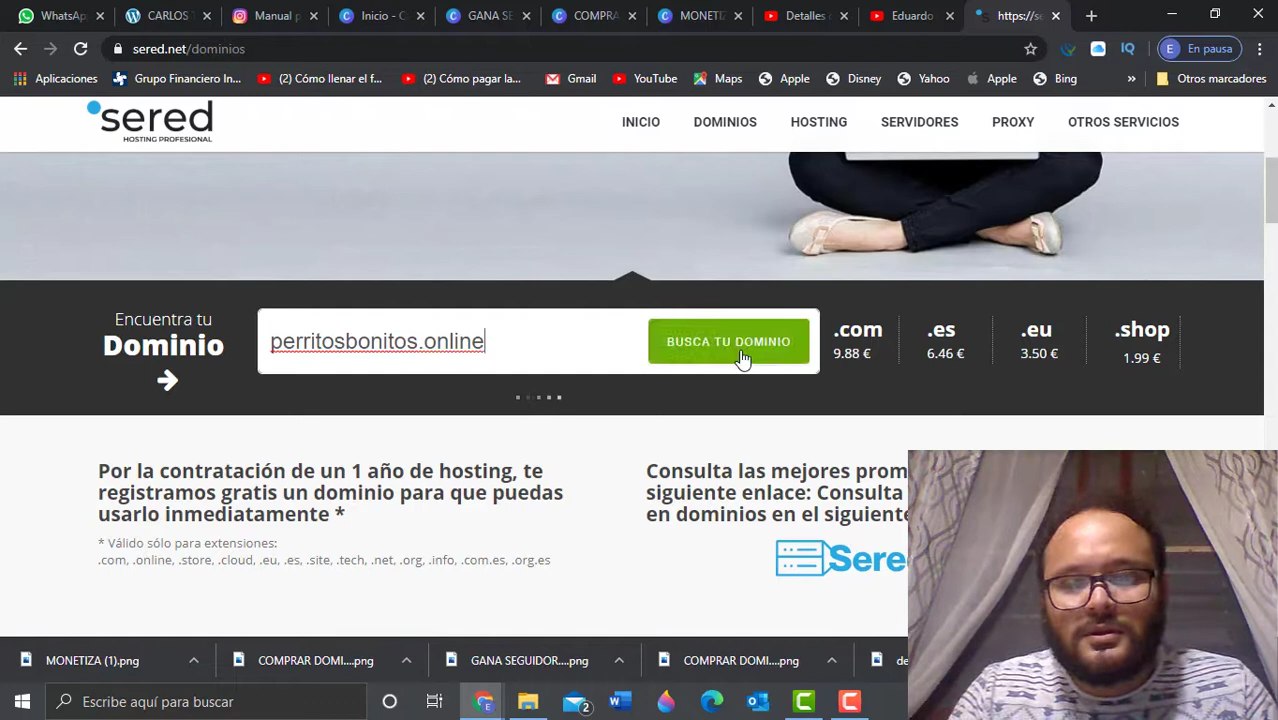 WhatsApp
CARLOS T
Manual p
Inicio - C
GANA SE
COMPRA
MONETIZ
Detalles
Eduardo
https://se
sered.net/dominios
IQ
E En pausa
Aplicaciones
Grupo Financiero In...
(2) Cómo llenar el f...
(2) Cómo pagar la...
Gmail
YouTube
Maps
Apple
Disney
Yahoo
Apple
Bing
»
Otros marcadores
sered
HOSTING PROFESIONAL
INICIO
DOMINIOS
HOSTING
SERVIDORES
PROXY
OTROS SERVICIOS
Encuentra tu
Dominio
perritosbonitos.online
BUSCA TU DOMINIO
.com
9.88 €
.es
6.46 €
.eu
3.50 €
.shop
1.99 €
Por la contratación de un 1 año de hosting, te
registramos gratis un dominio para que puedas
usarlo inmediatamente *
* Válido sólo para extensiones:
.com, .online, .store, .cloud, .eu, .es, .site, .tech, .net, .org, .info, .com.es, .org.es
Consulta las mejores prom
siguiente enlace: Consulta
en dominios en el siguiente
Sered
MONETIZA (1).png
COMPRAR DOMI....png
GANA SEGUIDOR....png
COMPRAR DOMI....png
de
Escribe aquí para buscar
2